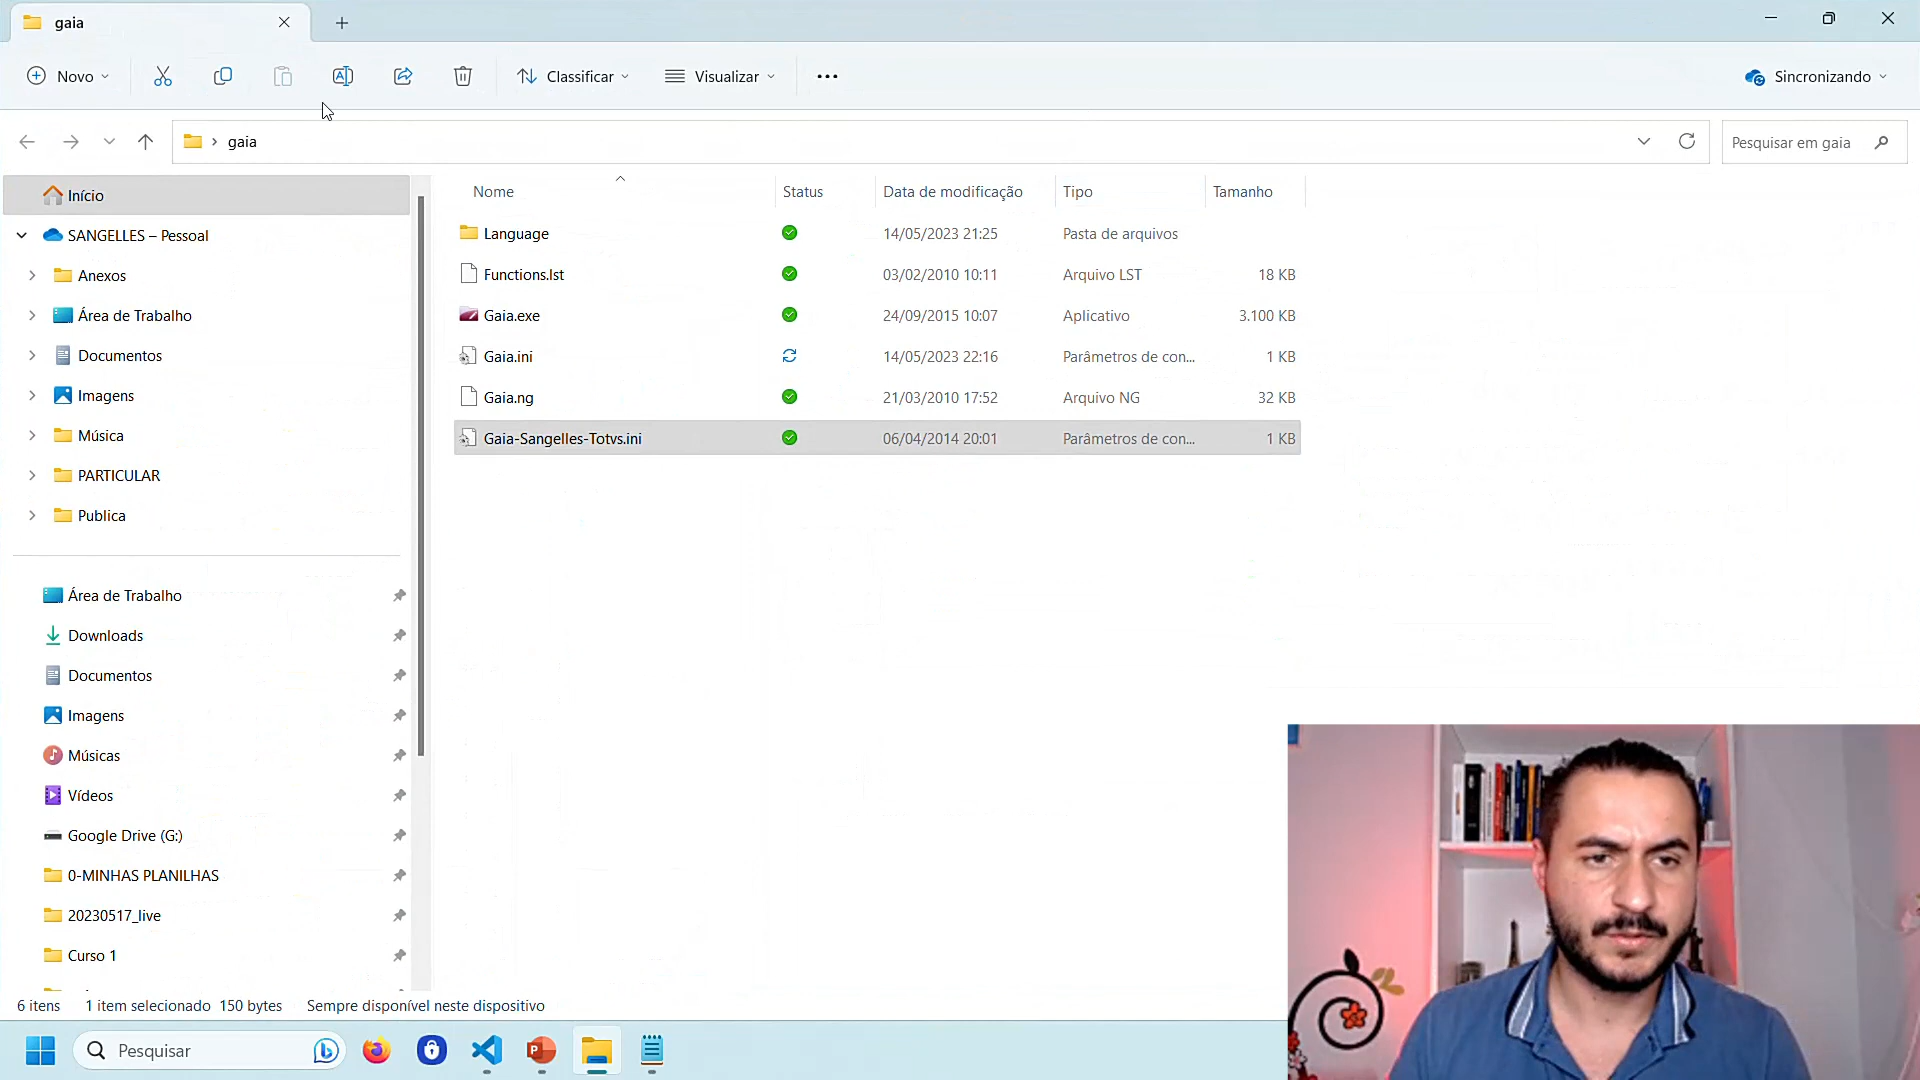 gaia
Novo
Classificar
Visualizar
Sincronizando
gaia
Pesquisar em gaia
Início
SANGELLES – Pessoal
Anexos
Área de Trabalho
Documentos
Imagens
Música
PARTICULAR
Publica
Área de Trabalho
Downloads
Documentos
Imagens
Músicas
Vídeos
Google Drive (G:)
0-MINHAS PLANILHAS
20230517_live
Curso 1
Nome Status Data de modificação Tipo Tamanho
Language 14/05/2023 21:25 Pasta de arquivos
Functions.lst 03/02/2010 10:11 Arquivo LST 18 KB
Gaia.exe 24/09/2015 10:07 Aplicativo 3.100 KB
Gaia.ini 14/05/2023 22:16 Parâmetros de con... 1 KB
Gaia.ng 21/03/2010 17:52 Arquivo NG 32 KB
Gaia-Sangelles-Totvs.ini 06/04/2014 20:01 Parâmetros de con... 1 KB
6 itens 1 item selecionado 150 bytes Sempre disponível neste dispositivo
Pesquisar